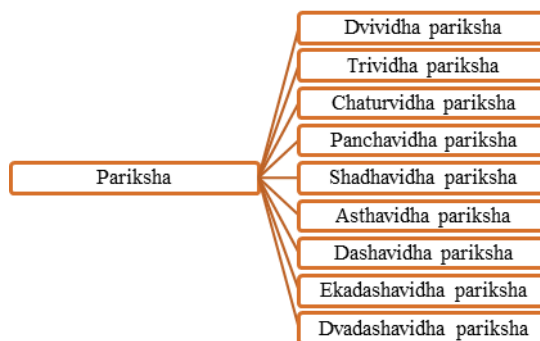 Pariksha
Dvividha pariksha
Trividha pariksha
Chaturvidha pariksha
Panchavidha pariksha
Shadhavidha pariksha
Asthavidha pariksha
Dashavidha pariksha
Ekadashavidha pariksha
Dvadashavidha pariksha